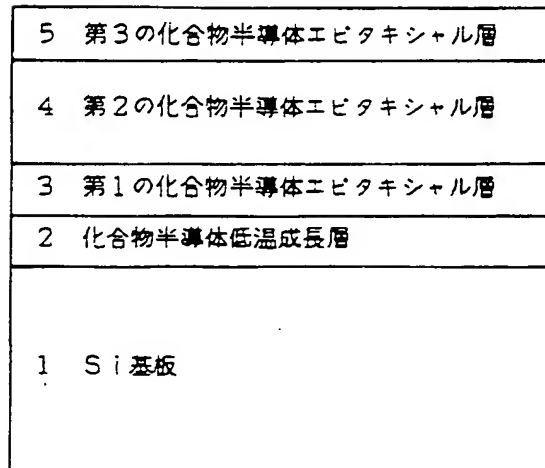 5 第3の化合物半導体エピタキシャル層
4 第2の化合物半導体エピタキシャル層
3 第1の化合物半導体エピタキシャル層
2 化合物半導体低温成長層
1 Si基板